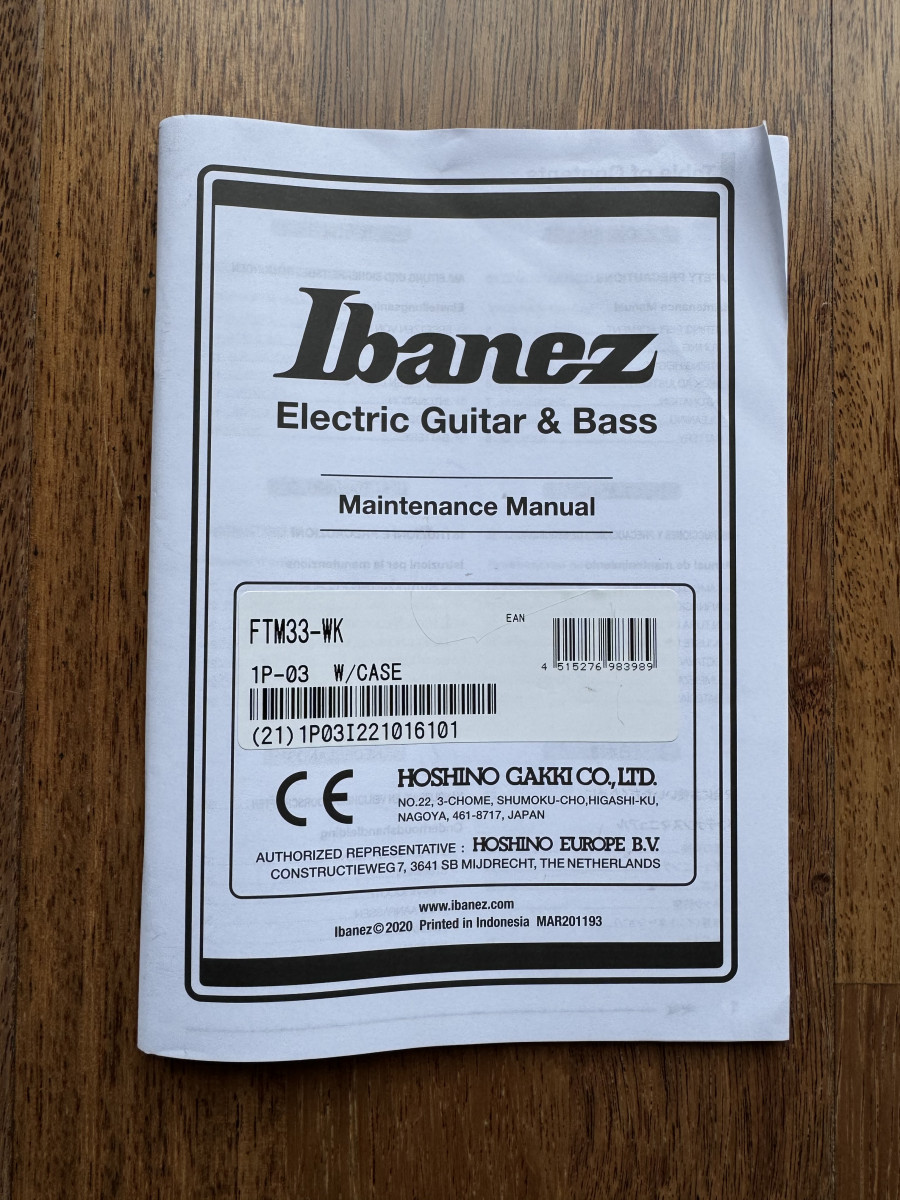 Ibanez
Electric Guitar & Bass
Maintenance Manual
FTM33-WK
EAN
1P-03 W/CASE
4 515276 983989
(21)1P03I221016101
CE
HOSHINO GAKKI CO., LTD.
NO.22, 3-CHOME, SHUMOKU-CHO,HIGASHI-KU,
NAGOYA, 461-8717, JAPAN
AUTHORIZED REPRESENTATIVE : HOSHINO EUROPE B.V.
CONSTRUCTIEWEG 7, 3641 SB MIJDRECHT, THE NETHERLANDS
www.ibanez.com
Ibanez©2020 Printed in Indonesia MAR201193